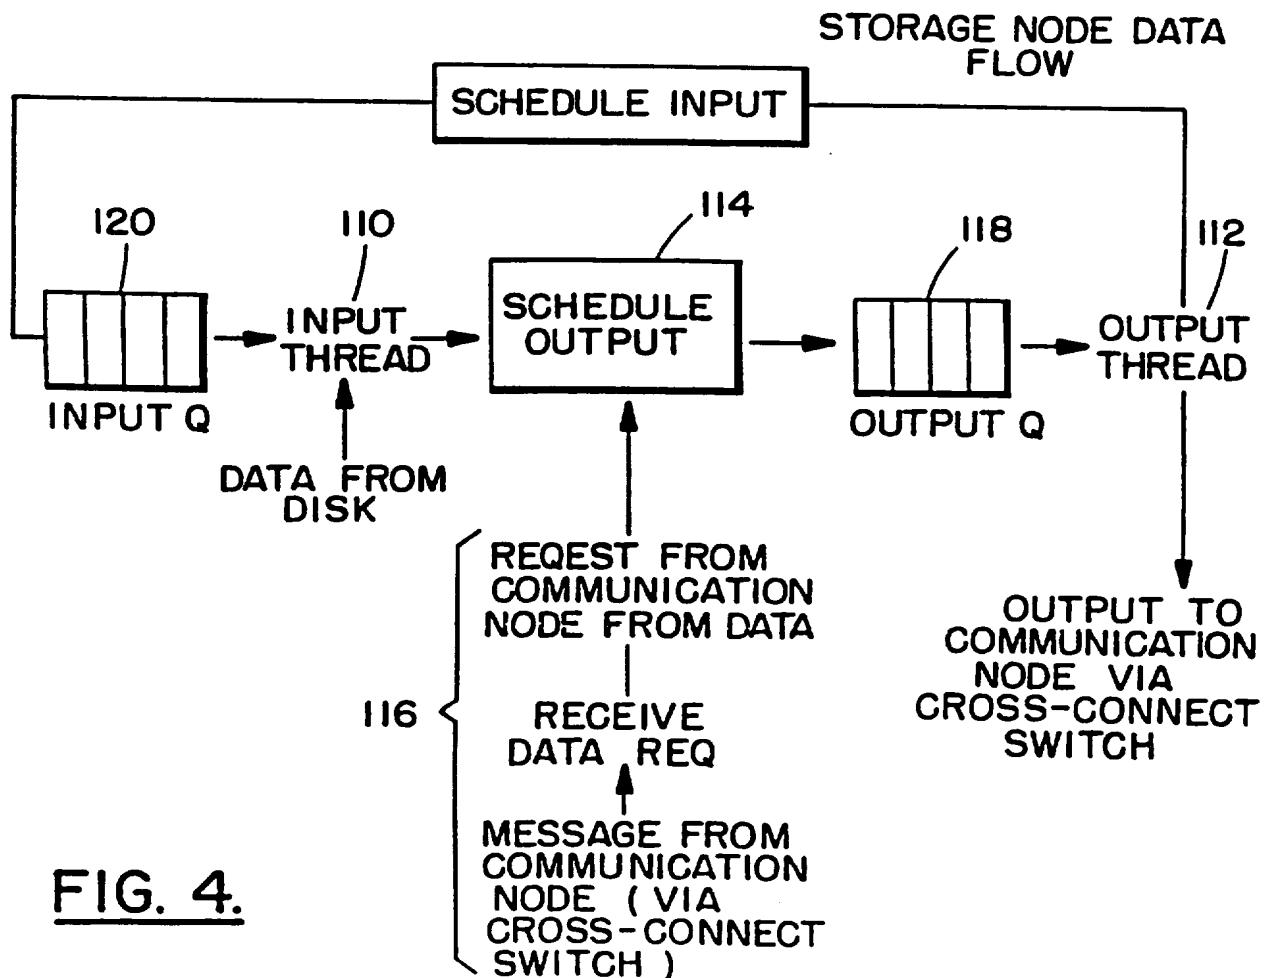 STORAGE NODE DATA
FLOW
SCHEDULE INPUT
120
110
114
118
112
INPUT
THREAD
SCHEDULE
OUTPUT
OUTPUT
THREAD
INPUT Q
OUTPUT Q
DATA FROM
DISK
REQEST FROM
COMMUNICATION
NODE FROM DATA
116
RECEIVE
DATA REQ
MESSAGE FROM
COMMUNICATION
NODE ( VIA
CROSS-CONNECT
SWITCH )
OUTPUT TO
COMMUNICATION
NODE VIA
CROSS-CONNECT
SWITCH
FIG. 4.